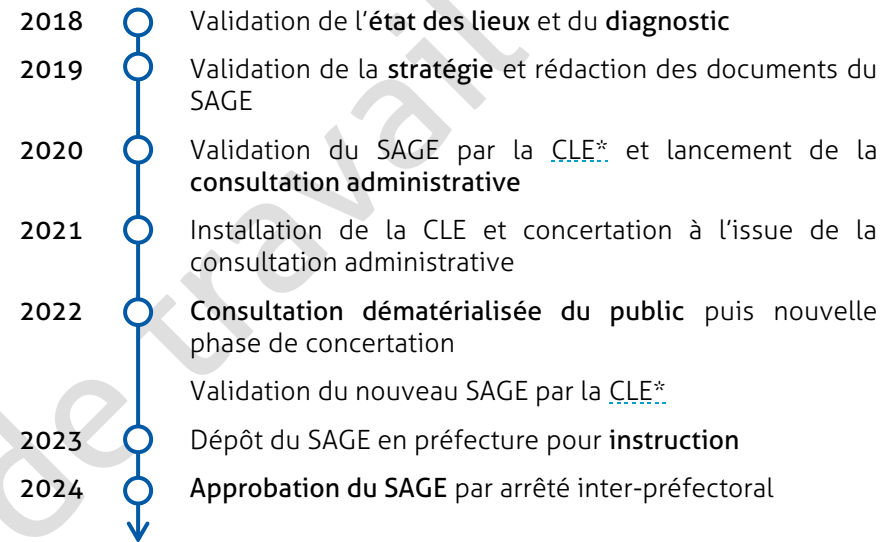 2018 Validation de l'état des lieux et du diagnostic
2019 Validation de la stratégie et rédaction des documents du
SAGE
2020 Validation du SAGE par la CLE* et lancement de la
consultation administrative
2021 Installation de la CLE et concertation à l'issue de la
consultation administrative
2022 Consultation dématérialisée du public puis nouvelle
phase de concertation
Validation du nouveau SAGE par la CLE*
2023 Dépôt du SAGE en préfecture pour instruction
2024 Approbation du SAGE par arrêté inter-préfectoral
de travail